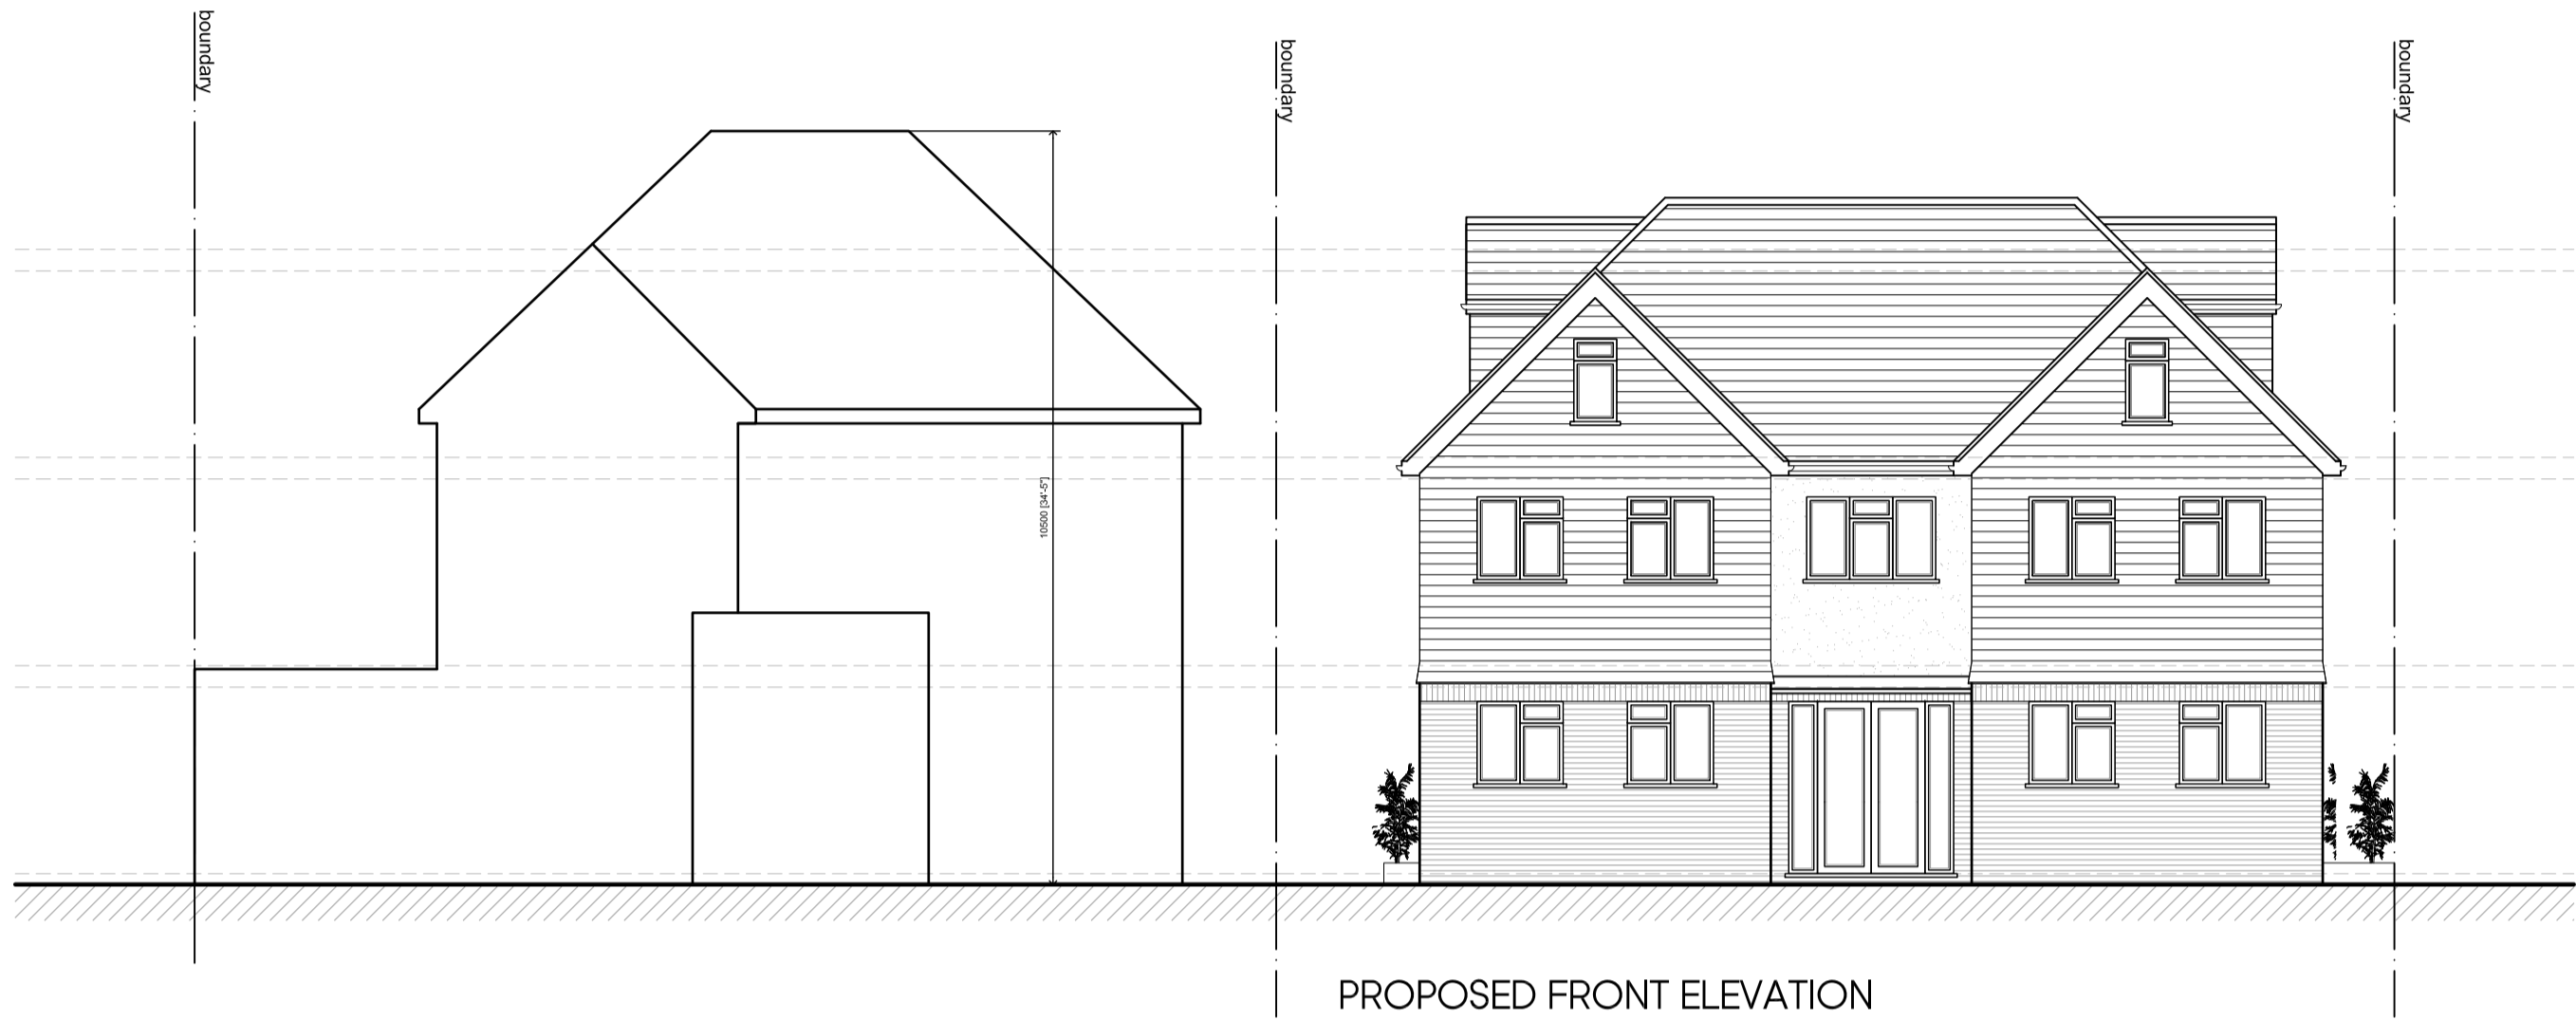 boundary
boundary
boundary
10500 [34'-5"]
PROPOSED FRONT ELEVATION